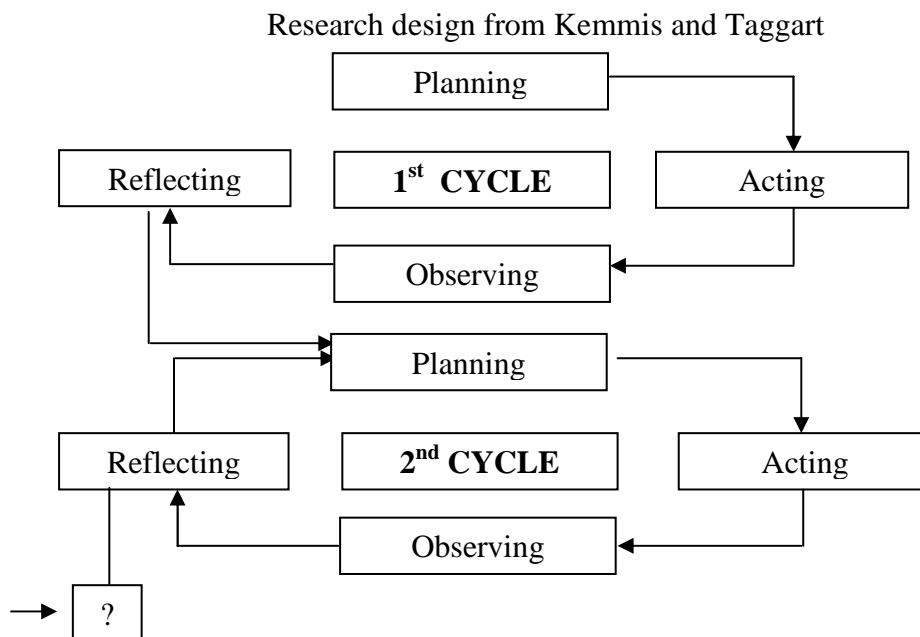 Research design from Kemmis and Taggart
Planning
Reflecting
1st CYCLE
Acting
Observing
Planning
Reflecting
2nd CYCLE
Acting
Observing
?